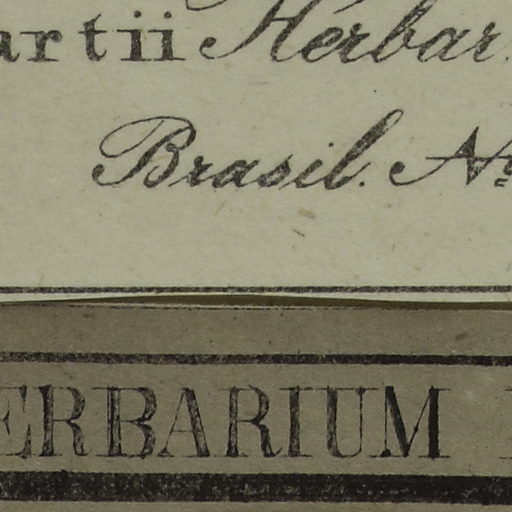 artii Herbar.
Brasil. No
ERBARIUM